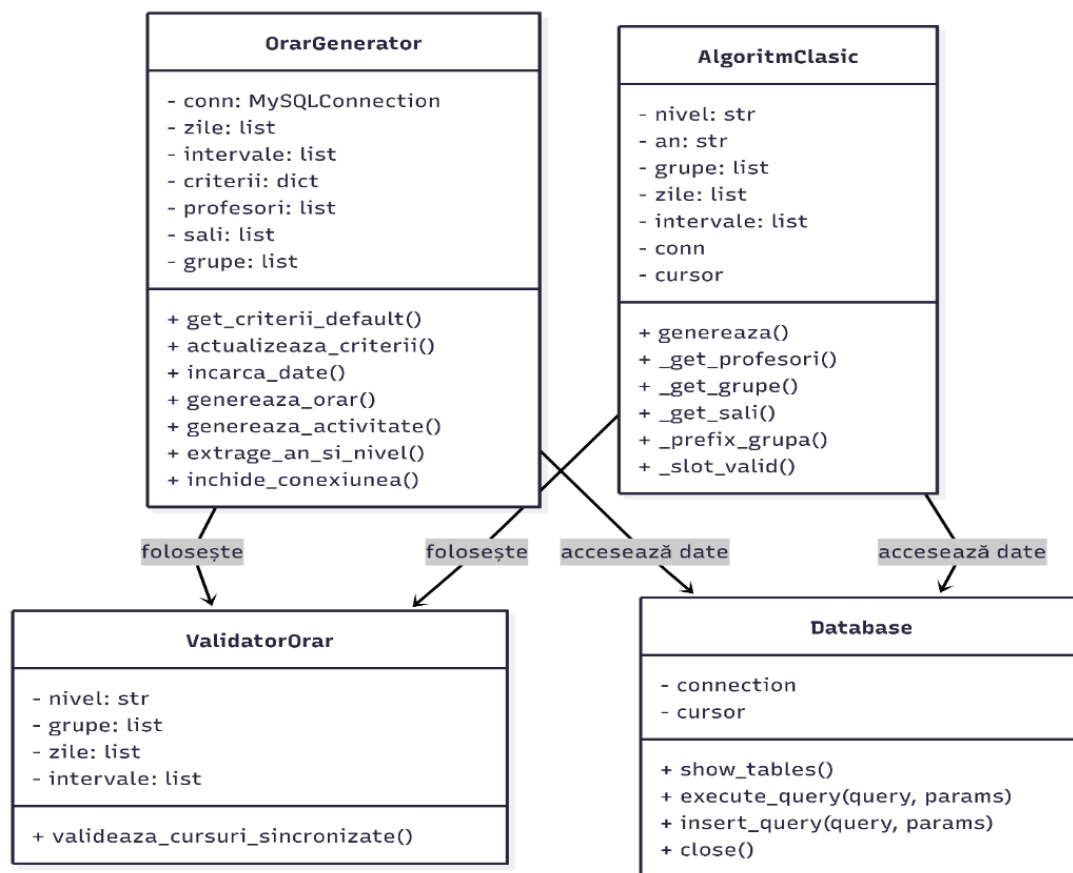 OrarGenerator
- conn: MySQLConnection
- zile: list
- intervale: list
- criterii: dict
- profesori: list
- sali: list
- grupe: list
+ get_criterii_default()
+ actualizeaza_criterii()
+ incarca_date()
+ genereaza_orar()
+ genereaza_activitate()
+ extrage_an_si_nivel()
+ inchide_conexiunea()
AlgoritmClasic
- nivel: str
- an: str
- grupe: list
- zile: list
- intervale: list
- conn
- cursor
+ genereaza()
+ _get_profesori()
+ _get_grupe()
+ _get_sali()
+ _prefix_grupa()
+ _slot_valid()
folosește
folosește
accesează date
accesează date
ValidatorOrar
- nivel: str
- grupe: list
- zile: list
- intervale: list
+ valideaza_cursuri_sincronizate()
Database
- connection
- cursor
+ show_tables()
+ execute_query(query, params)
+ insert_query(query, params)
+ close()